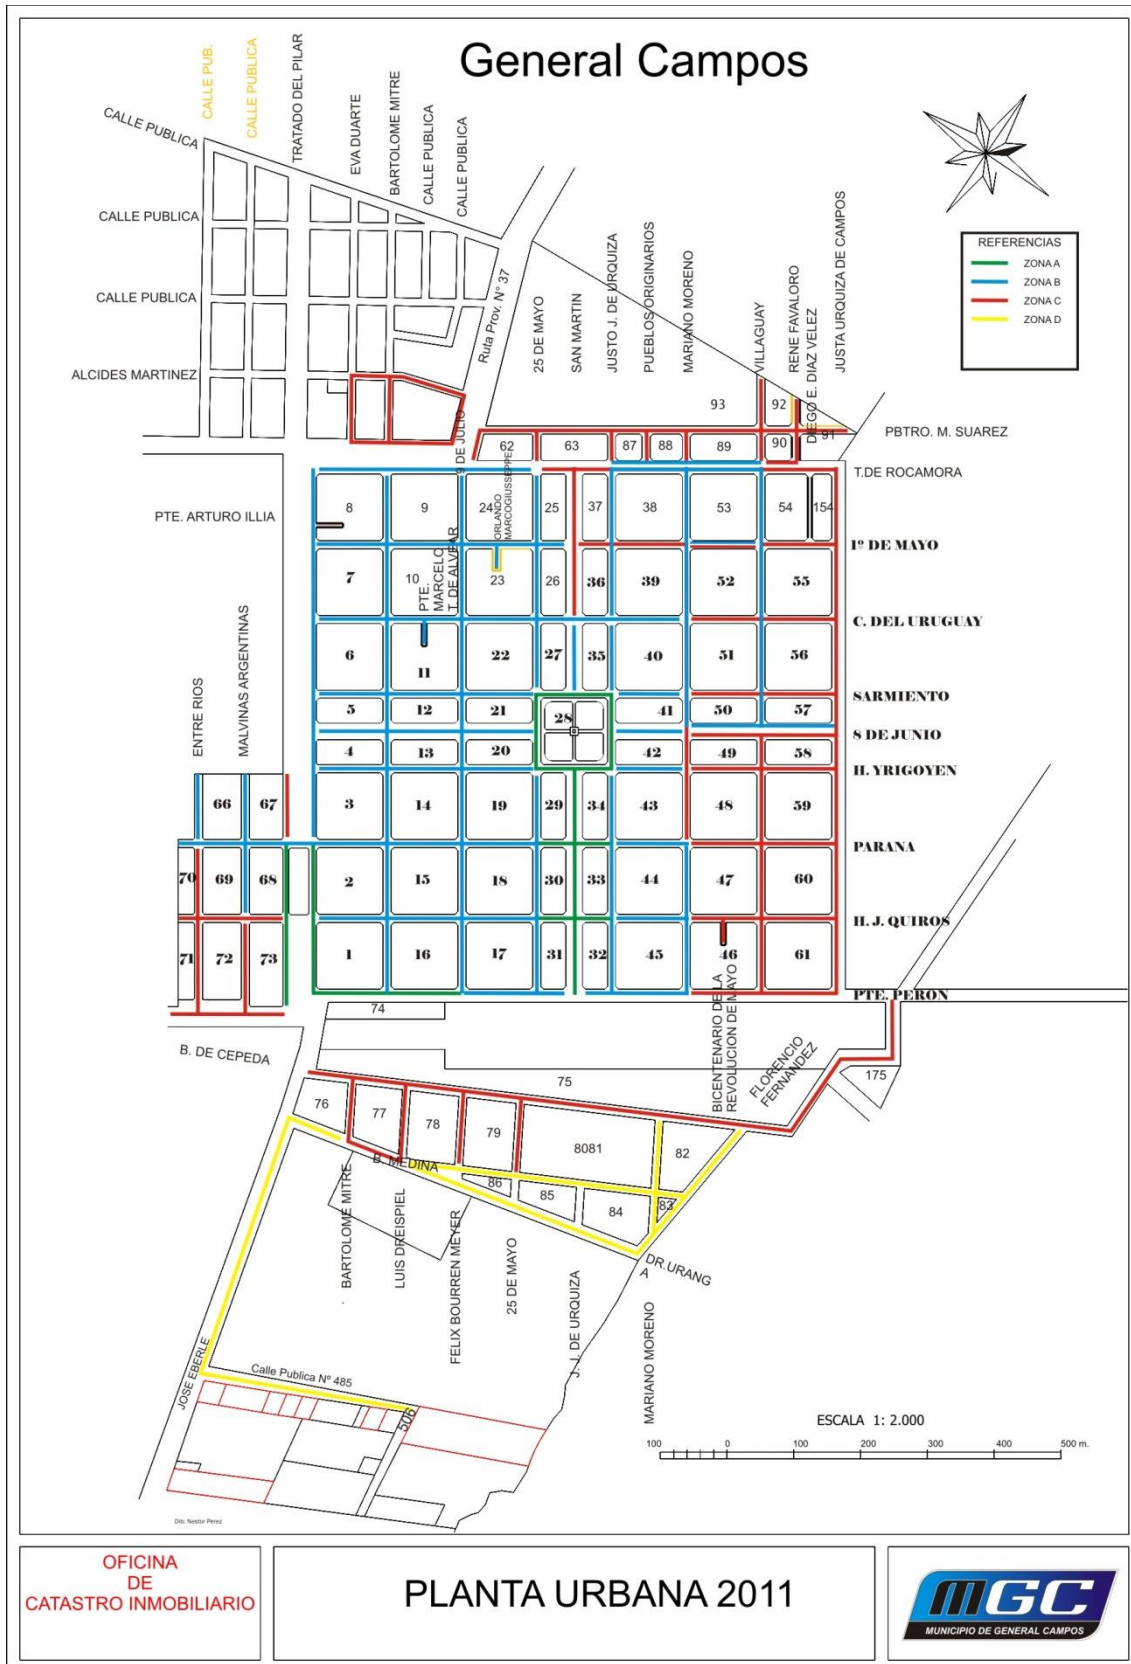 General Campos
CALLE PUB.
CALLE PUBLICA
TRATADO DEL PILAR
EVA DUARTE
BARTOLOME MITRE
CALLE PUBLICA
CALLE PUBLICA
CALLE PUBLICA
CALLE PUBLICA
CALLE PUBLICA
ALCIDES MARTINEZ
Ruta Prov. Nº 37
9 DE JULIO
25 DE MAYO
SAN MARTIN
JUSTO J. DE URQUIZA
PUEBLOS ORIGINARIOS
MARIANO MORENO
VILLAGUAY
RENE FAVALORO
DIEGO E. DIAZ VELEZ
JUSTA URQUIZA DE CAMPOS
REFERENCIAS
ZONA A
ZONA B
ZONA C
ZONA D
93 92
62 63 87 88 89 90 91
PBTRO. M. SUAREZ
T.DE ROCAMORA
PTE. ARTURO ILLIA
8 9 24 25 37 38 53 54 154
ORLANDO
MARCOGIUSSEPPE
1º DE MAYO
7 10 23 26 36 39 52 55
PTE.
MARCELO
T. DE ALVEAR
C. DEL URUGUAY
6 11 22 27 35 40 51 56
SARMIENTO
5 12 21 28 41 50 57
8 DE JUNIO
4 13 20 42 49 58
H. YRIGOYEN
ENTRE RIOS
MALVINAS ARGENTINAS
66 67 3 14 19 29 34 43 48 59
PARANA
70 69 68 2 15 18 30 33 44 47 60
H. J. QUIROS
71 72 73 1 16 17 31 32 45 46 61
PTE. PERON
BICENTENARIO DE LA
REVOLUCION DE MAYO
74
B. DE CEPEDA
75
FLORENCIO
FERNANDEZ
175
76 77 78 79 8081 82
B. MEDINA
86 85 84 83
BARTOLOME MITRE
LUIS DREISPIEL
FELIX BOURREN MEYER
25 DE MAYO
J. J. DE URQUIZA
MARIANO MORENO
DR.URANG
A
JOSE EBERLE
Calle Publica Nº 485
506
ESCALA 1: 2.000
100 0 100 200 300 400 500 m.
Dib: Nestor Perez
OFICINA
DE
CATASTRO INMOBILIARIO
PLANTA URBANA 2011
MGC
MUNICIPIO DE GENERAL CAMPOS